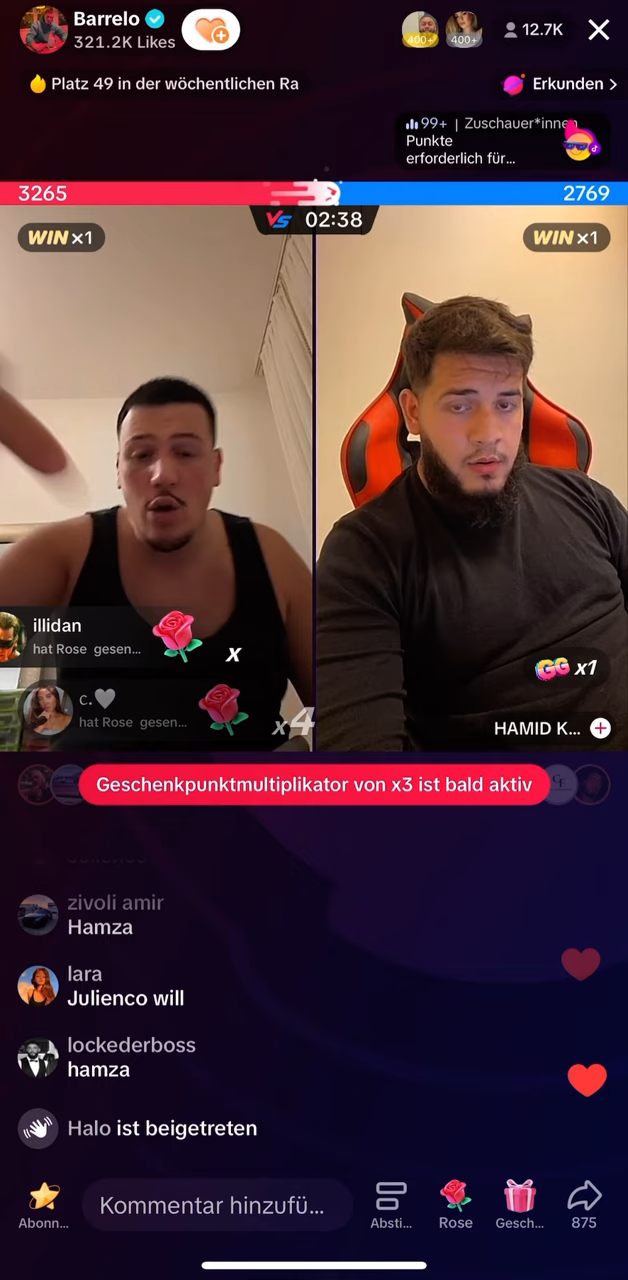 Barrelo
321.2K Likes
400+
400+
12.7K
Platz 49 in der wöchentlichen Ra
Erkunden >
99+ | Zuschauer*innen
Punkte
erforderlich für...
3265
2769
VS 02:38
WIN x1
WIN x1
illidan
hat Rose gesen...
x
c.
hat Rose gesen...
x4
GG x1
HAMID K...
Geschenkpunktmultiplikator von x3 ist bald aktiv
zivoli amir
Hamza
lara
Julienco will
lockederboss
hamza
Halo ist beigetreten
Abonn...
Kommentar hinzufü...
Absti...
Rose
Gesch...
875